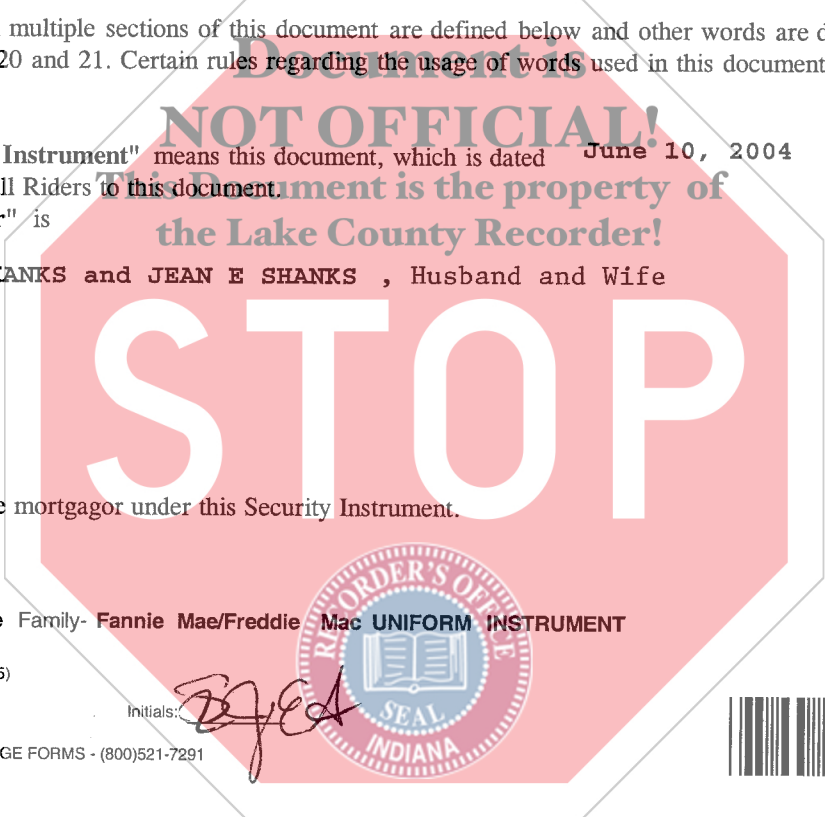 multiple sections of this document are defined below and other words are d
20 and 21. Certain rules regarding the usage of words used in this document
Document is
NOT OFFICIAL!
Instrument" means this document, which is dated June 10, 2004
ll Riders to this document.
This Document is the property of
the Lake County Recorder!
r" is
ANKS and JEAN E SHANKS , Husband and Wife
STOP
e mortgagor under this Security Instrument.
RECORDER'S OFFICE
SEAL
INDIANA
e Family- Fannie Mae/Freddie Mac UNIFORM INSTRUMENT
5)
Initials:
GE FORMS - (800)521-7291